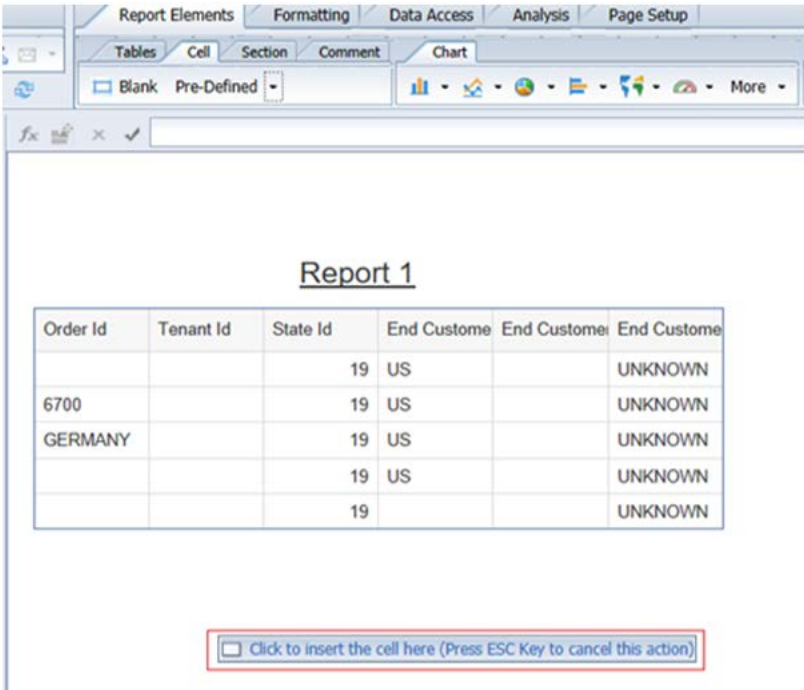 Report Elements Formatting Data Access Analysis Page Setup
Tables Cell Section Comment Chart
Blank Pre-Defined More
fx
Report 1
Order Id Tenant Id State Id End Custome End Custome End Custome
19 US UNKNOWN
6700 19 US UNKNOWN
GERMANY 19 US UNKNOWN
19 US UNKNOWN
19 UNKNOWN
Click to insert the cell here (Press ESC Key to cancel this action)